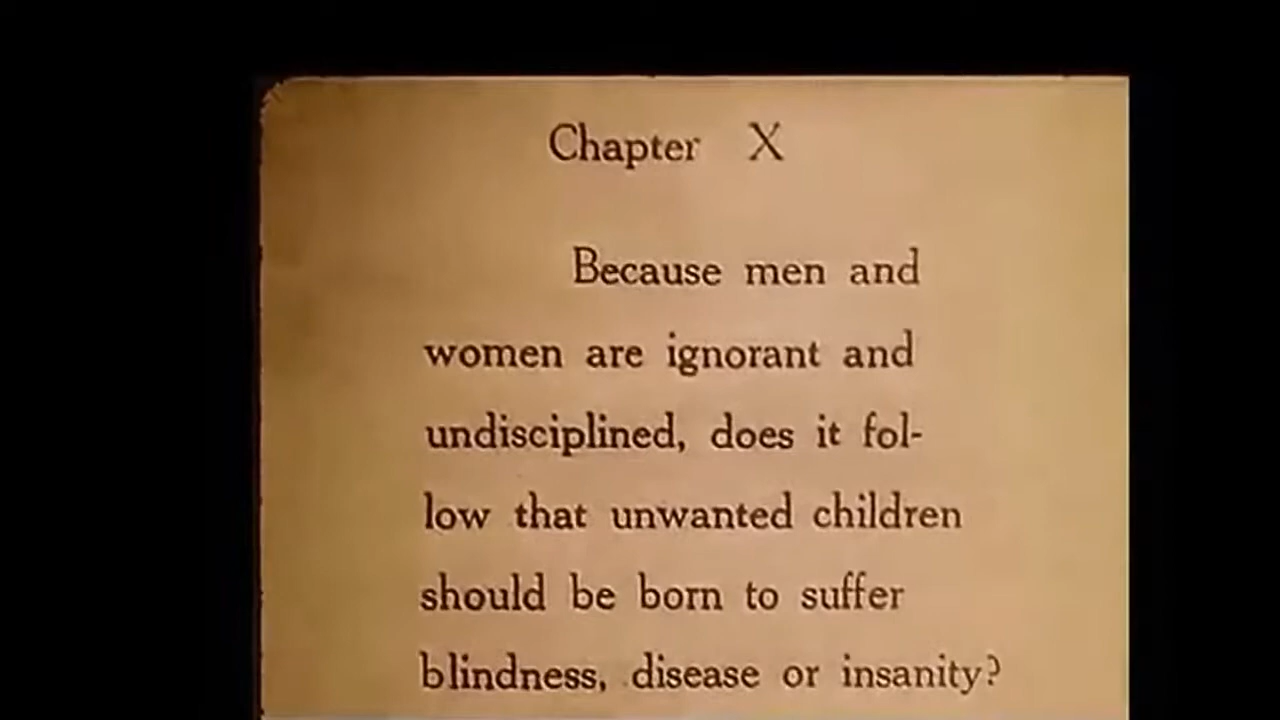 Chapter X
Because men and
women are ignorant and
undisciplined, does it fol-
low that unwanted children
should be born to suffer
blindness, disease or insanity?